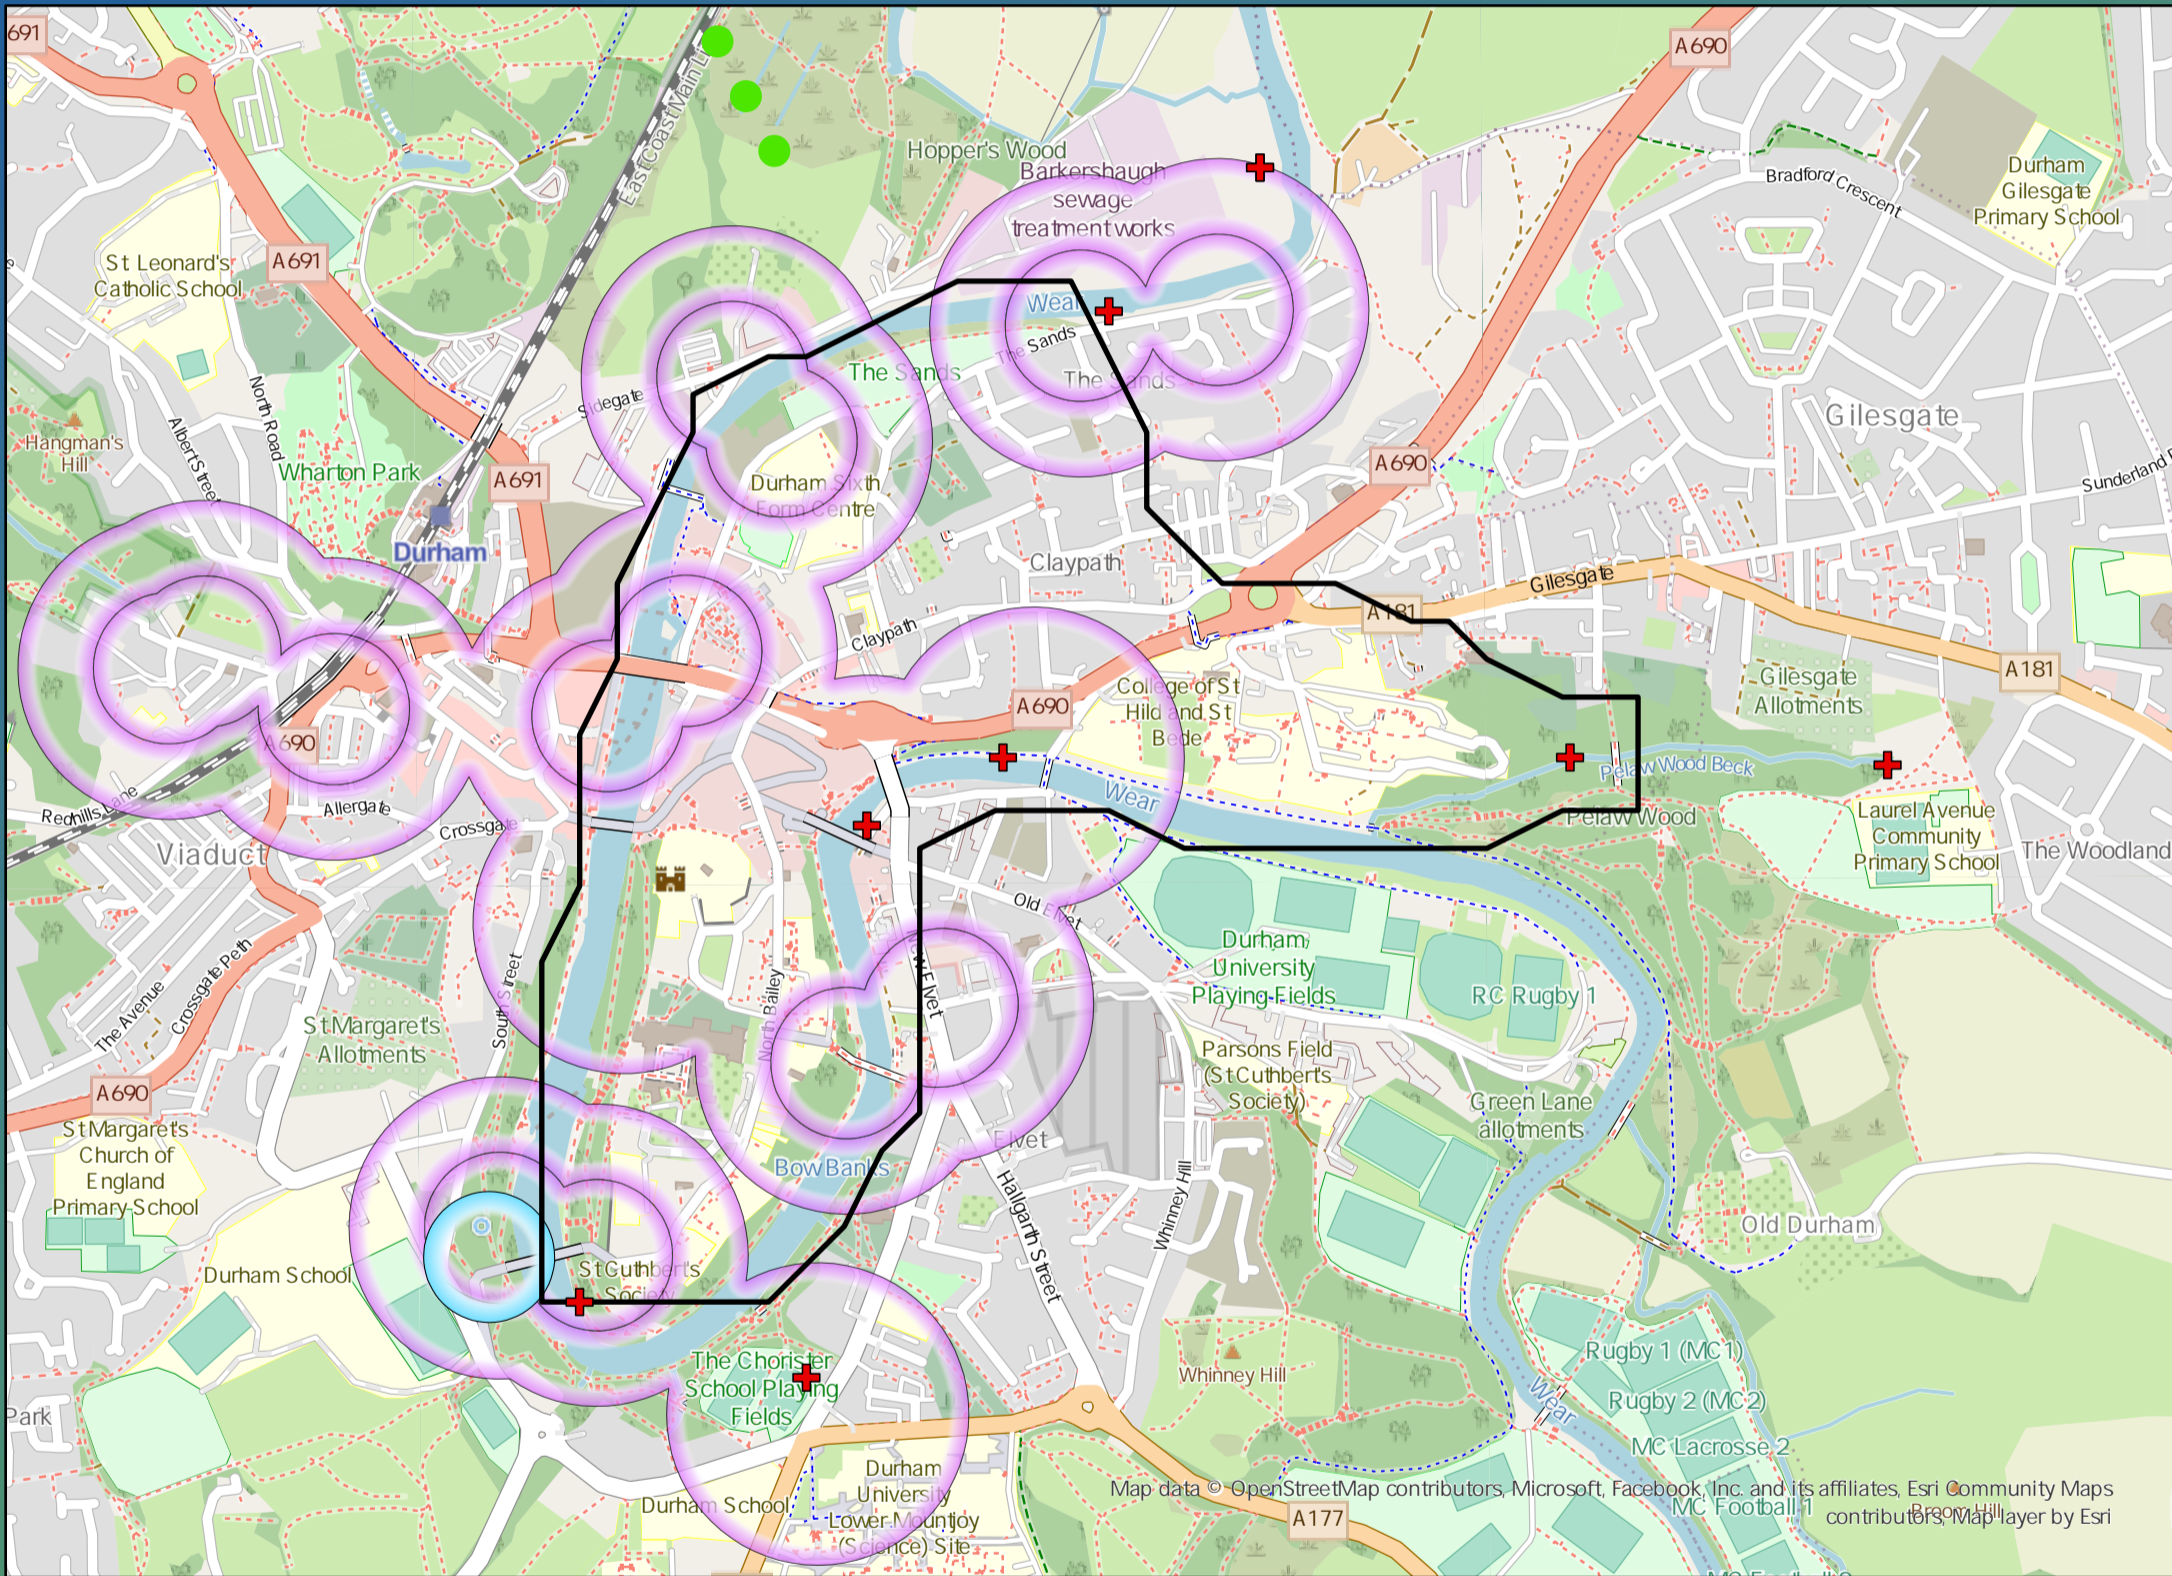 691
A690
East Coast Main L
Hopper's Wood
Barkershaugh
sewage
treatment works
Durham
Gilesgate
Primary School
Bradford Crescent
St Leonard's
Catholic School
A691
Wear
The Sands
The Sands
The Sands
Sidegate
North Road
Albert Street
Hangman's
Hill
Wharton Park
A691
Durham Sixth
Form Centre
Gilesgate
A690
Sunderland
Durham
Claypath
Gilesgate
A181
Claypath
A181
College of St
Hild and St
Bede
Gilesgate
Allotments
A690
A690
Pelaw Wood Beck
Wear
Redhills Lane
Allergate
Crossgate
Viaduct
Pelaw Wood
Laurel Avenue
Community
Primary School
The Woodland
Old Elvet
New Elvet
Durham
University
Playing Fields
RC Rugby 1
Crossgate Peth
The Avenue
South Street
North Bailey
St Margaret's
Allotments
Parsons Field
(St Cuthbert's
Society)
A690
Green Lane
allotments
St Margaret's
Church of
England
Primary School
Elvet
Bow Banks
Hallgarth Street
Whinney Hill
Old Durham
Durham School
St Cuthbert's
Society
The Chorister
School Playing
Fields
Whinney Hill
Rugby 1 (MC1)
Rugby 2 (MC2)
Wear
Park
MC Lacrosse 2
Durham
University
Lower Mountjoy
(Science) Site
Durham School
MC Football 1
Broom Hill
A177
Map data © OpenStreetMap contributors, Microsoft, Facebook, Inc. and its affiliates, Esri Community Maps
contributors, Map layer by Esri